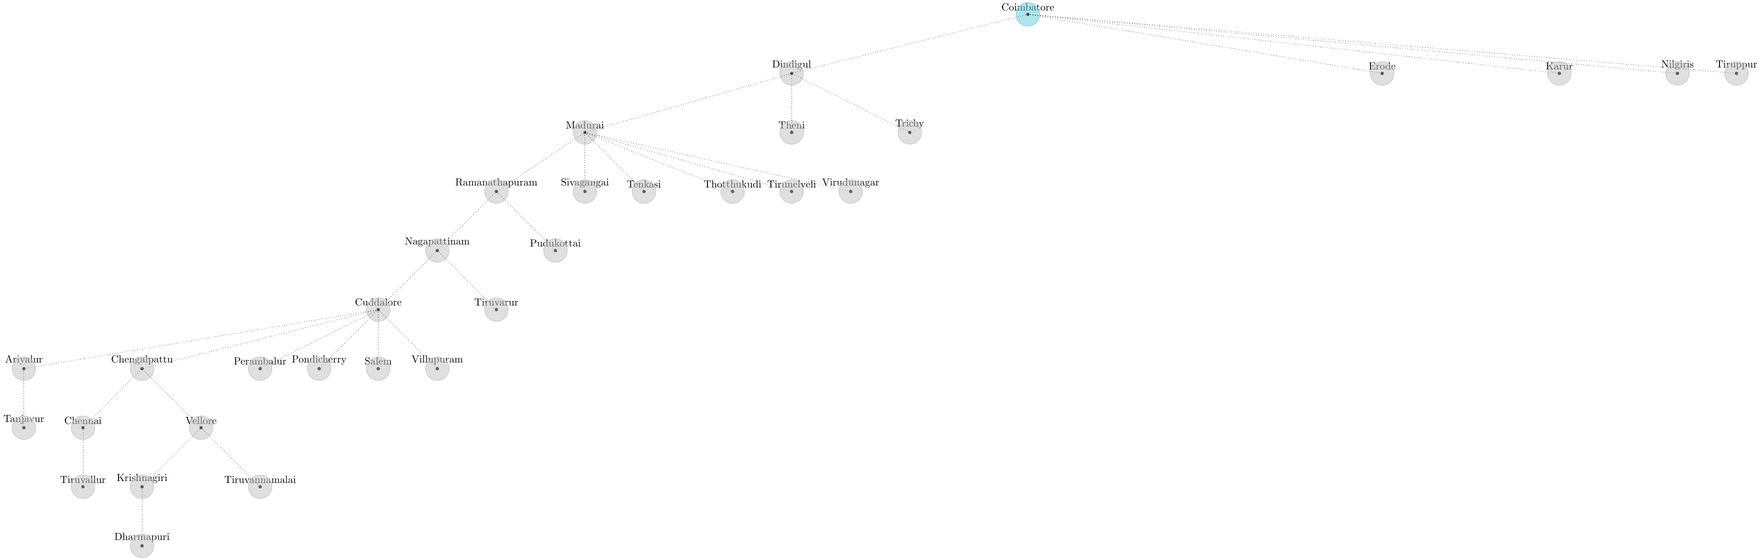 Coimbatore
Dindigul
Erode
Karur
Nilgiris
Tiruppur
Madurai
Theni
Trichy
Ramanathapuram
Sivagangai
Tenkasi
Thotthukudi
Tirunelveli
Virudunagar
Nagapattinam
Pudukottai
Cuddalore
Tiruvarur
Ariyalur
Chengalpattu
Perambalur
Pondicherry
Salem
Villupuram
Tanjavur
Chennai
Vellore
Tiruvallur
Krishnagiri
Tiruvannamalai
Dharmapuri